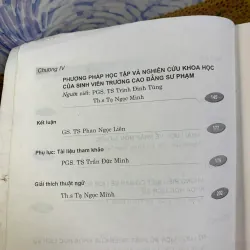 Chương IV
PHƯƠNG PHÁP HỌC TẬP VÀ NGHIÊN CỨU KHOA HỌC
CỦA SINH VIÊN TRƯỜNG CAO ĐẲNG SƯ PHẠM
Người viết: PGS. TS Trịnh Đình Tùng
Th.s Tạ Ngọc Minh
Kết luận
GS. TS Phan Ngọc Liên
Phụ lục: Tài liệu tham khảo
PGS. TS Trần Đức Minh
Giải thích thuật ngữ
Th.s Tạ Ngọc Minh